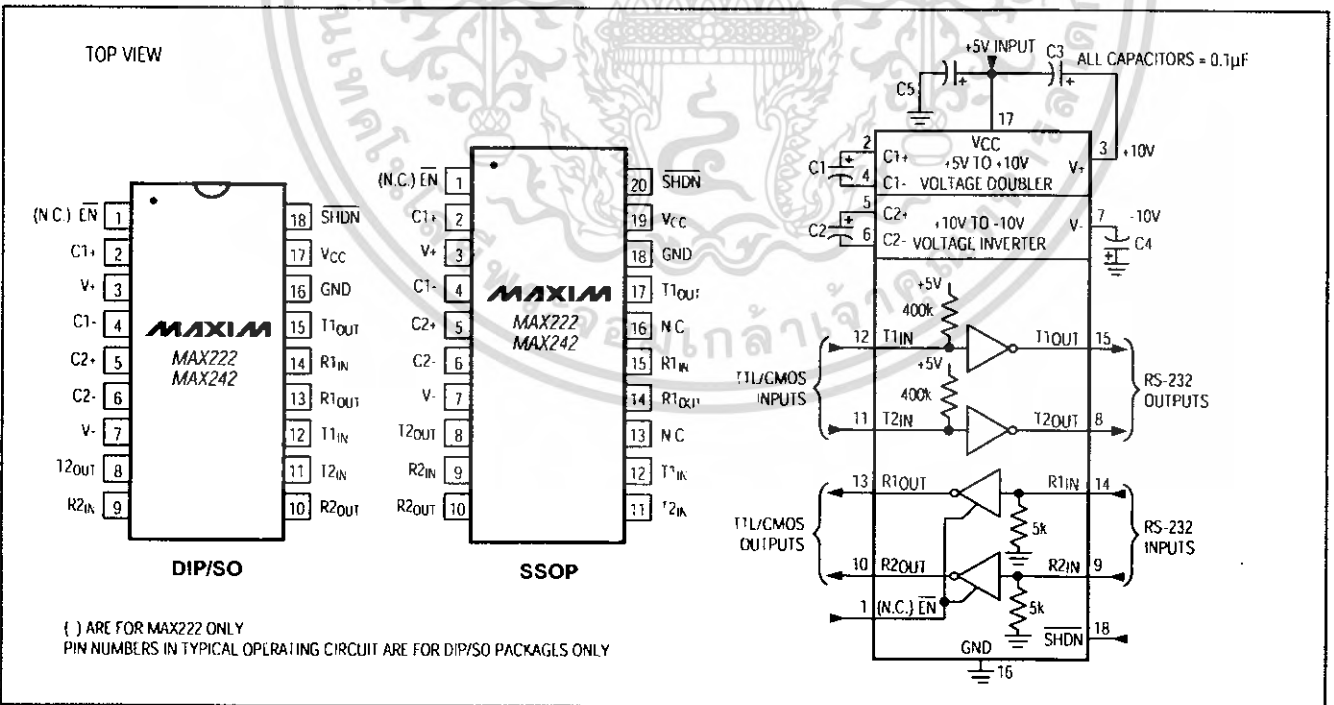 TOP VIEW
(N.C.) EN 1
C1+ 2
V+ 3
C1- 4
C2+ 5
C2- 6
V- 7
T2OUT 8
R2IN 9
18 SHDN
17 VCC
16 GND
15 T1OUT
14 R1IN
13 R1OUT
12 T1IN
11 T2IN
10 R2OUT
MAXIM
MAX222
MAX242
DIP/SO
(N.C.) EN 1
C1+ 2
V+ 3
C1- 4
C2+ 5
C2- 6
V- 7
T2OUT 8
R2IN 9
R2OUT 10
20 SHDN
19 VCC
18 GND
17 T1OUT
16 N C
15 R1IN
14 R1OUT
13 N C
12 T1IN
11 T2IN
MAXIM
MAX222
MAX242
SSOP
( ) ARE FOR MAX222 ONLY
PIN NUMBERS IN TYPICAL OPERATING CIRCUIT ARE FOR DIP/SO PACKAGES ONLY
+5V INPUT
C3
ALL CAPACITORS = 0.1µF
C5
17
VCC
2 C1+ +5V TO +10V
C1
4 C1- VOLTAGE DOUBLER
V+ 3 +10V
5 C2+ +10V TO -10V
C2
6 C2- VOLTAGE INVERTER
V- 7 -10V
C4
+5V
400k
12 T1IN T1OUT 15
+5V
TTL/CMOS
INPUTS
400k
RS-232
OUTPUTS
11 T2IN T2OUT 8
13 R1OUT R1IN 14
5k
TTL/CMOS
OUTPUTS
RS-232
INPUTS
10 R2OUT R2IN 9
1 (N.C.) EN
5k
SHDN 18
GND
16